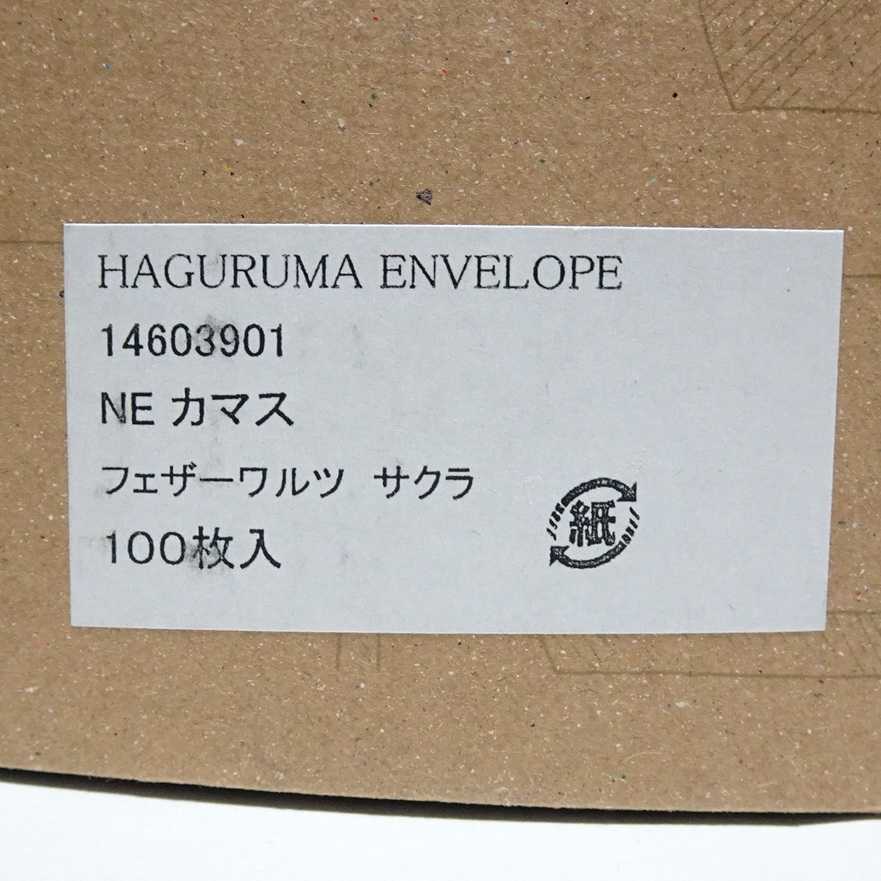 HAGURUMA ENVELOPE
14603901
NE カマス
フェザーワルツ サクラ
100枚入
紙